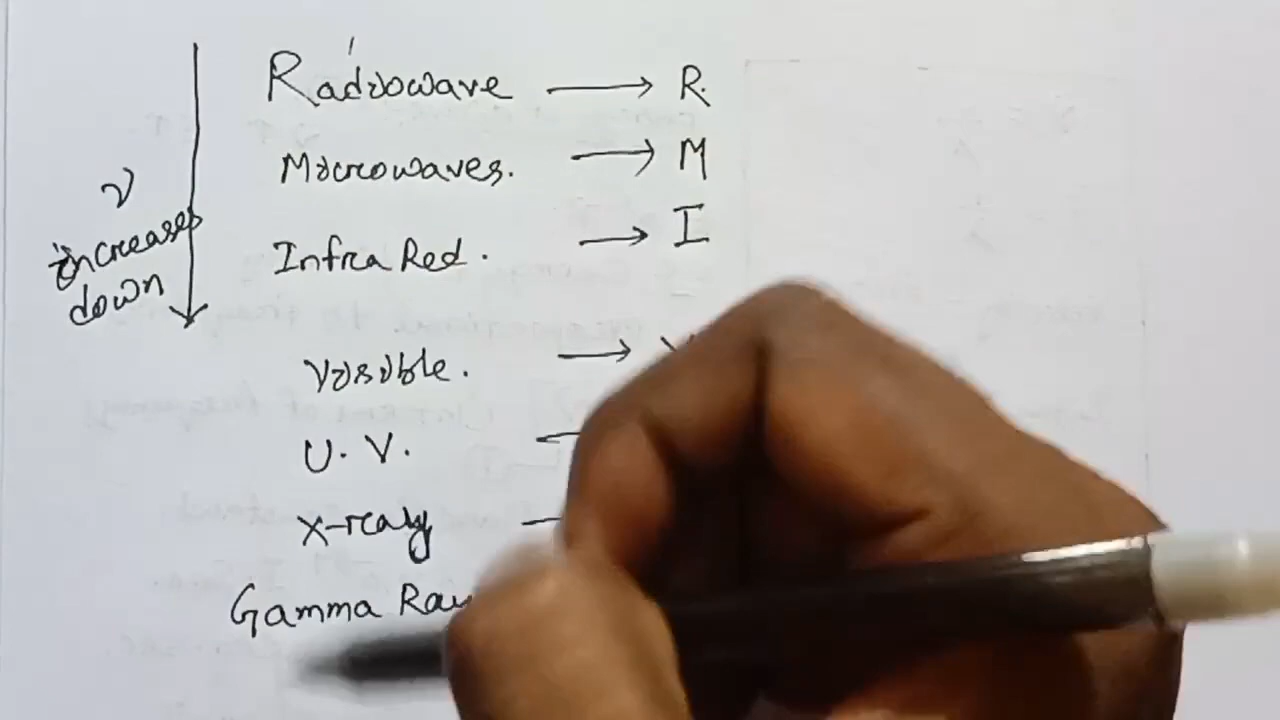 Radiowave → R.
Microwaves. → M
Infra Red. → I
Visible. → V
U. V.
X-ray
Gamma Ray
ν
increases
down